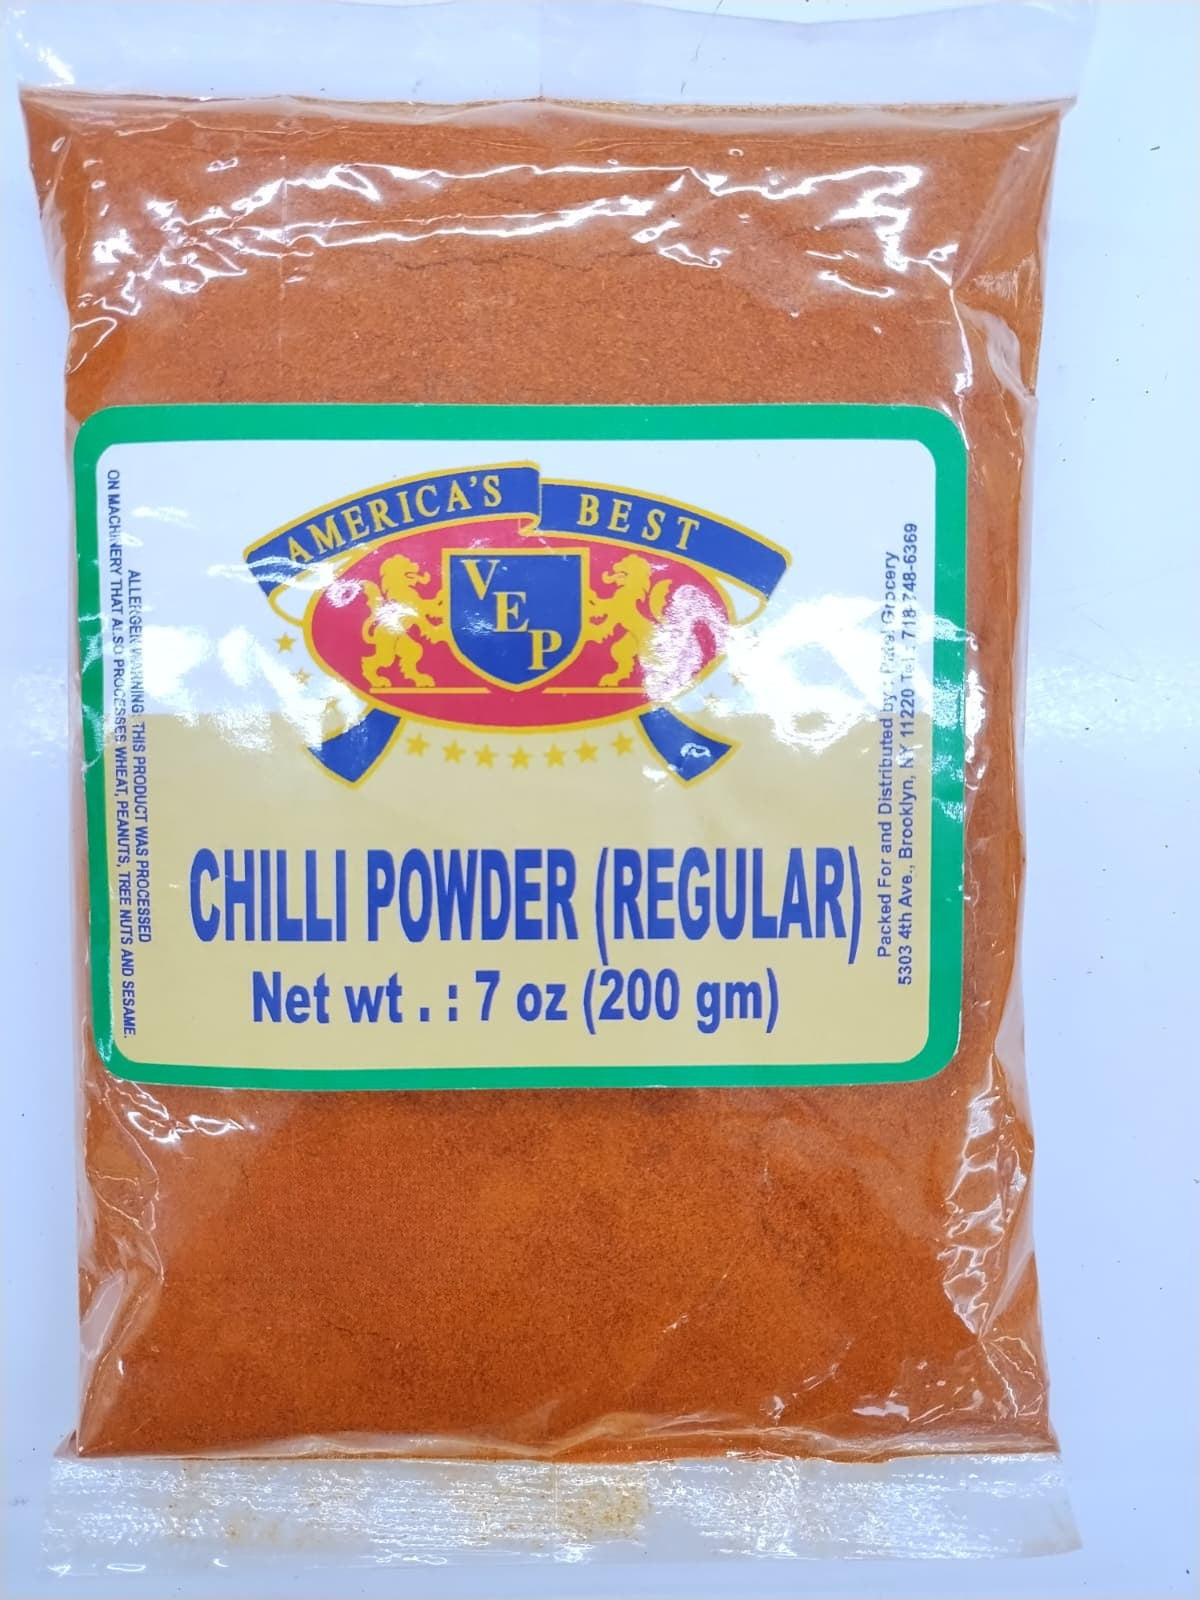 AMERICA'S BEST
V
E
P
CHILLI POWDER (REGULAR)
Net wt . : 7 oz (200 gm)
ALLERGEN WARNING: THIS PRODUCT WAS PROCESSED
ON MACHINERY THAT ALSO PROCESSES WHEAT, PEANUTS, TREE NUTS AND SESAME.
Packed For and Distributed by : Patel Grocery
5303 4th Ave., Brooklyn, NY 11220 Tel : 718-748-6369